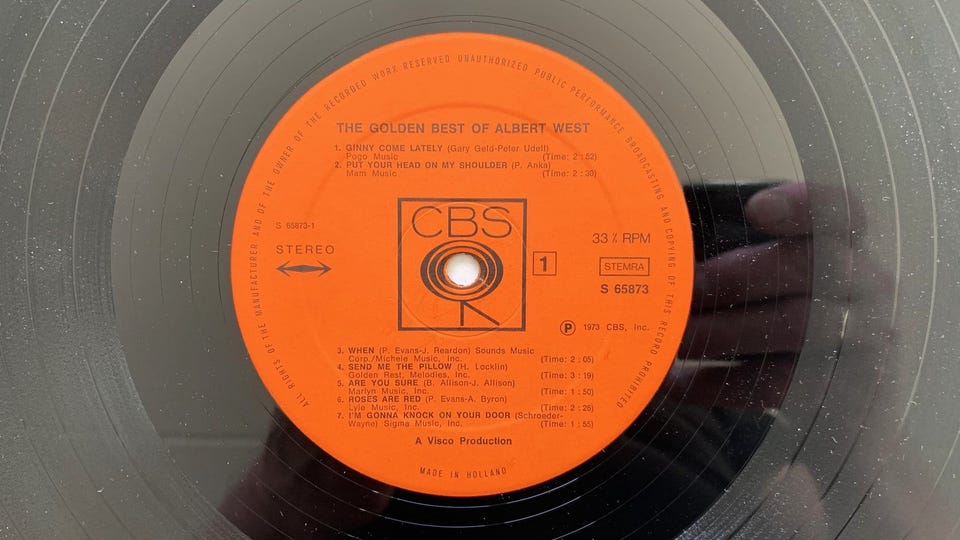 ALL RIGHTS OF THE MANUFACTURER AND OF THE OWNER OF THE RECORDED WORK RESERVED UNAUTHORIZED PUBLIC PERFORMANCE BROADCASTING AND COPYING OF THIS RECORD PROHIBITED
THE GOLDEN BEST OF ALBERT WEST
1. GINNY COME LATELY (Gary Geld-Peter Udell)
Pogo Music (Time: 2 : 52)
2. PUT YOUR HEAD ON MY SHOULDER (P. Anka)
Mam Music (Time: 2 : 30)
CBS
S 65873-1
STEREO
1
33 ⅓ RPM
STEMRA
S 65873
℗ 1973 CBS, Inc.
3. WHEN (P. Evans-J. Reardon) Sounds Music
Corp./Michele Music, Inc. (Time: 2 : 05)
4. SEND ME THE PILLOW (H. Locklin)
Golden Rest, Melodies, Inc. (Time: 3 : 19)
5. ARE YOU SURE (B. Allison-J. Allison)
Marlyn Music, Inc. (Time: 1 : 50)
6. ROSES ARE RED (P. Evans-A. Byron)
Lyle Music, Inc. (Time: 2 : 26)
7. I'M GONNA KNOCK ON YOUR DOOR (Schroeder-
Wayne) Sigma Music, Inc. (Time: 1 : 55)
A Visco Production
MADE IN HOLLAND